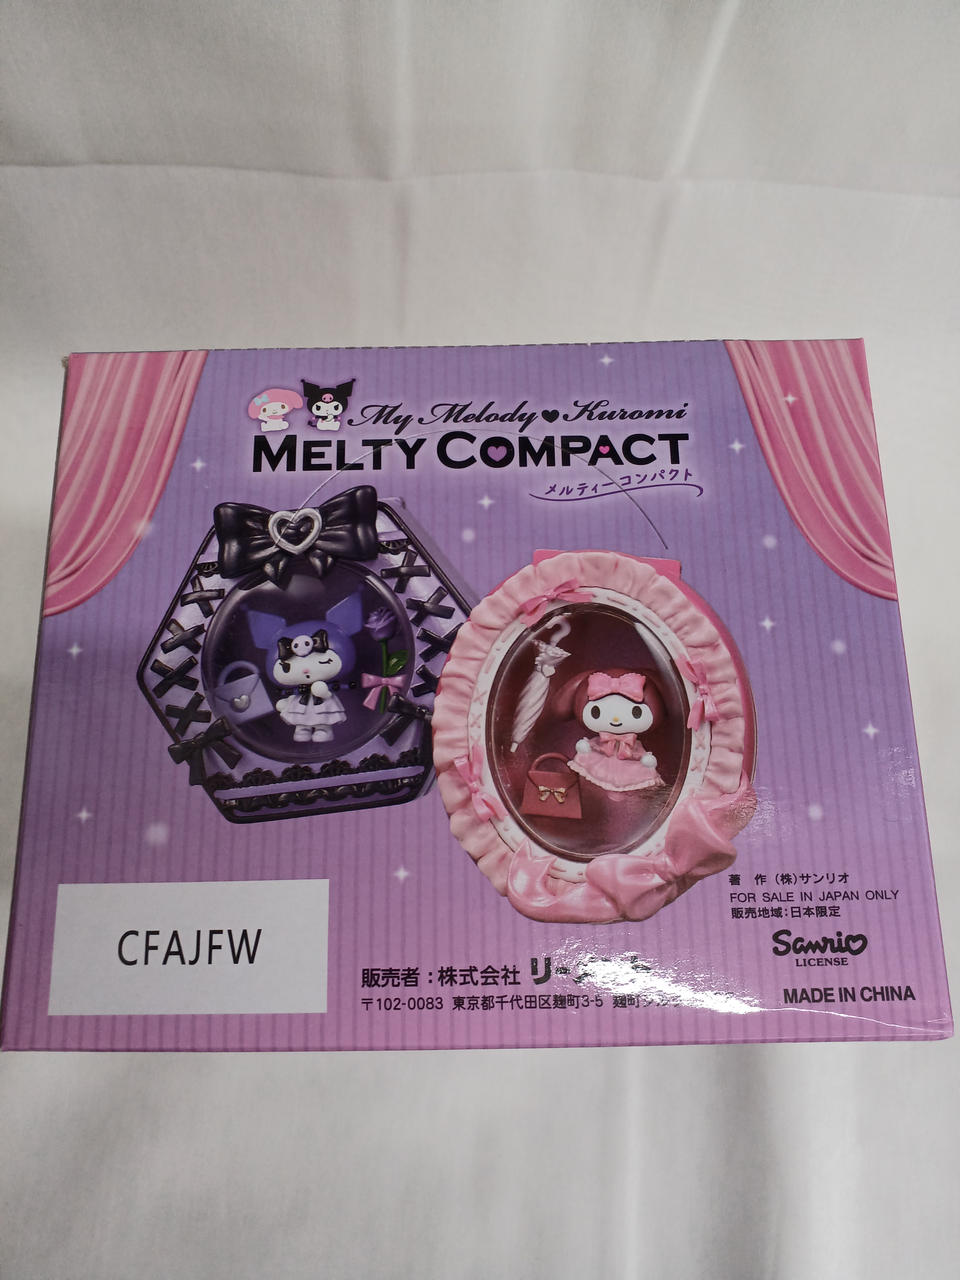 My Melody♥Kuromi
MELTY COMPACT
メルティーコンパクト
著　作　(株)サンリオ
FOR SALE IN JAPAN ONLY
販売地域:日本限定
Sanrio
LICENSE
CFAJFW
販売者:株式会社
〒102-0083 東京都千代田区麹町3-5
MADE IN CHINA